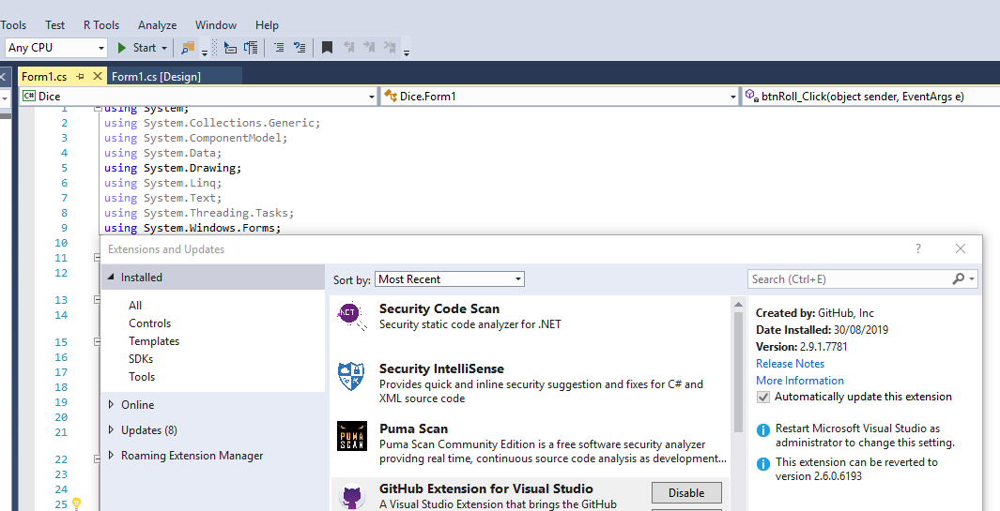 Tools Test R Tools Analyze Window Help
Any CPU Start
Form1.cs Form1.cs [Design]
C# Dice Dice.Form1 btnRoll_Click(object sender, EventArgs e)
1 using System;
2 using System.Collections.Generic;
3 using System.ComponentModel;
4 using System.Data;
5 using System.Drawing;
6 using System.Linq;
7 using System.Text;
8 using System.Threading.Tasks;
9 using System.Windows.Forms;
10
11
12
13
14
15
16
17
18
19
20
21
22
23
24
25
Extensions and Updates ?
Installed
All
Controls
Templates
SDKs
Tools
Online
Updates (8)
Roaming Extension Manager
Sort by: Most Recent
.NET
Security Code Scan
Security static code analyzer for .NET
Security IntelliSense
Provides quick and inline security suggestion and fixes for C# and
XML source code
PUMA
SCAN
Puma Scan
Puma Scan Community Edition is a free software security analyzer
providng real time, continuous source code analysis as development...
GitHub Extension for Visual Studio
A Visual Studio Extension that brings the GitHub
Disable
Search (Ctrl+E)
Created by: GitHub, Inc
Date Installed: 30/08/2019
Version: 2.9.1.7781
Release Notes
More Information
Automatically update this extension
Restart Microsoft Visual Studio as
administrator to change this setting.
This extension can be reverted to
version 2.6.0.6193